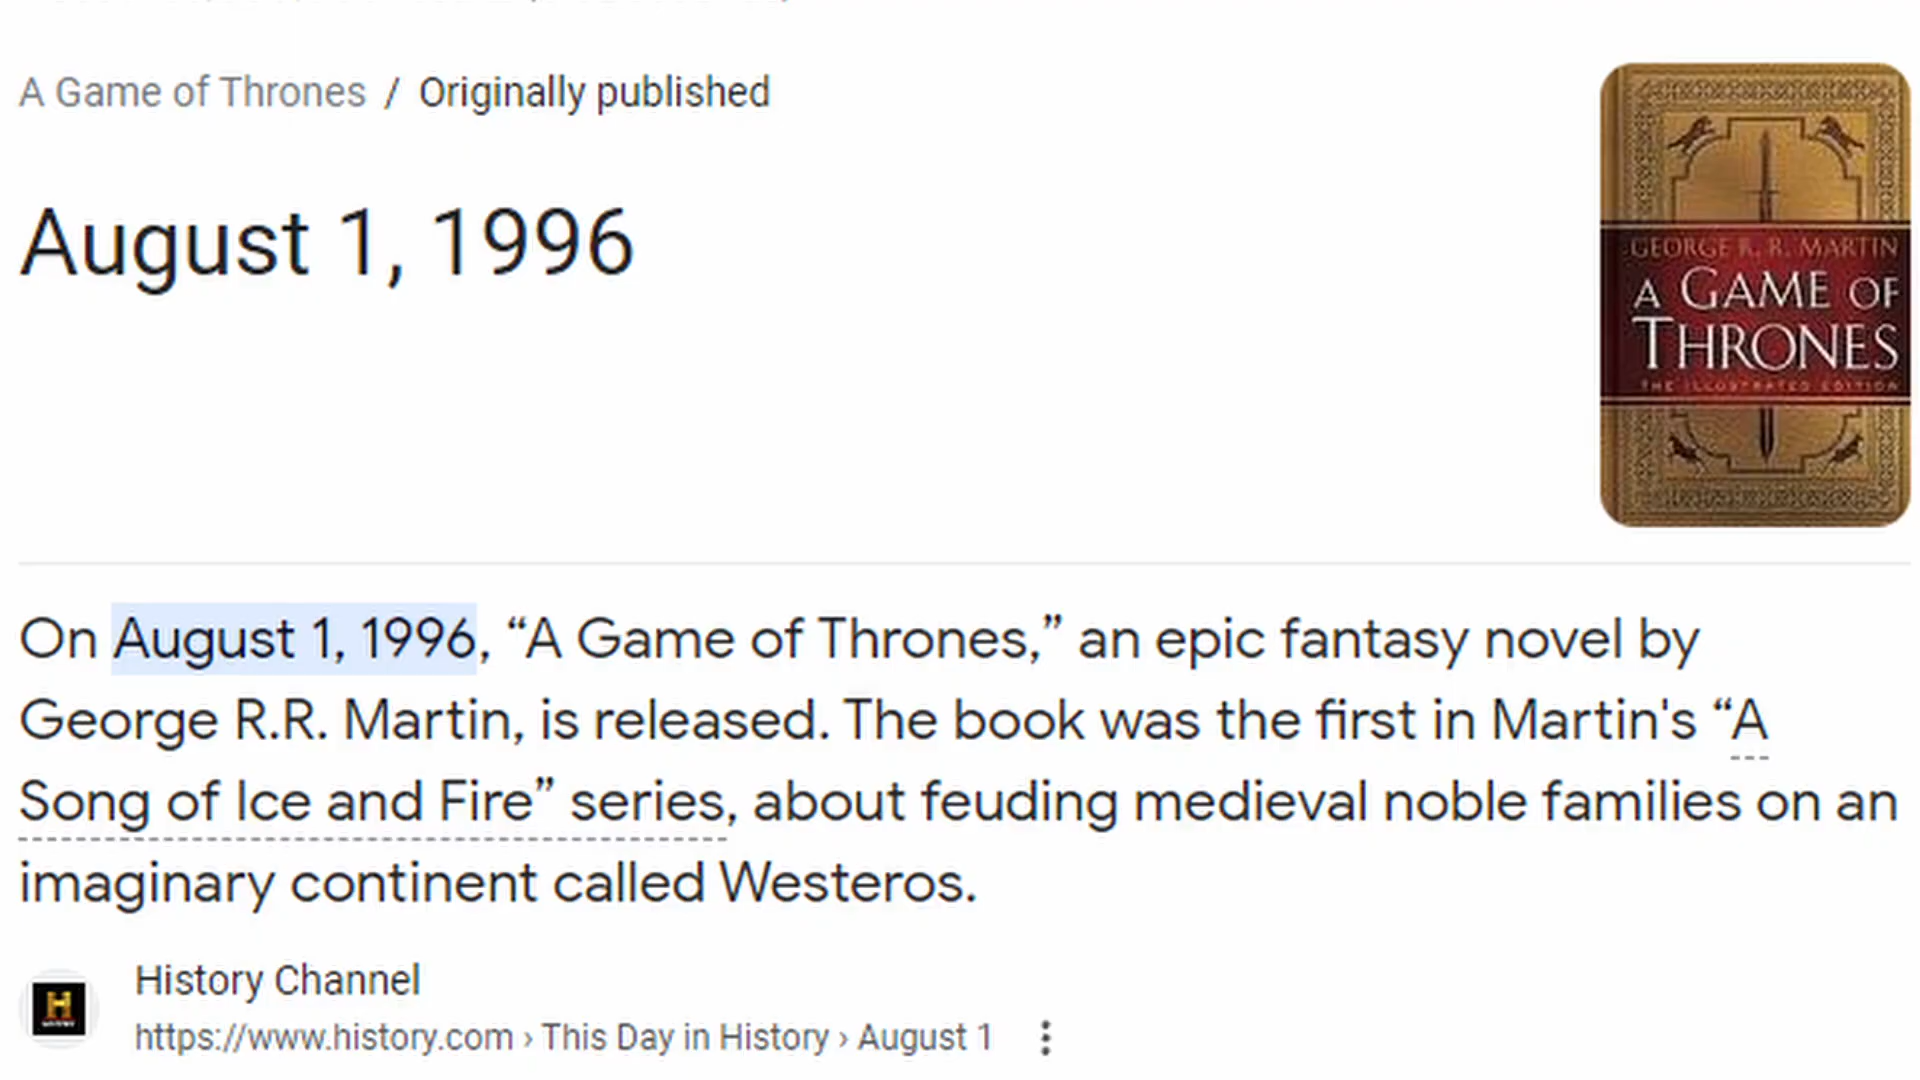 A Game of Thrones / Originally published
August 1, 1996
GEORGE R. R. MARTIN
A GAME OF
THRONES
THE ILLUSTRATED EDITION
On August 1, 1996, “A Game of Thrones,” an epic fantasy novel by
George R.R. Martin, is released. The book was the first in Martin's “A
Song of Ice and Fire” series, about feuding medieval noble families on an
imaginary continent called Westeros.
H
History Channel
https://www.history.com › This Day in History › August 1